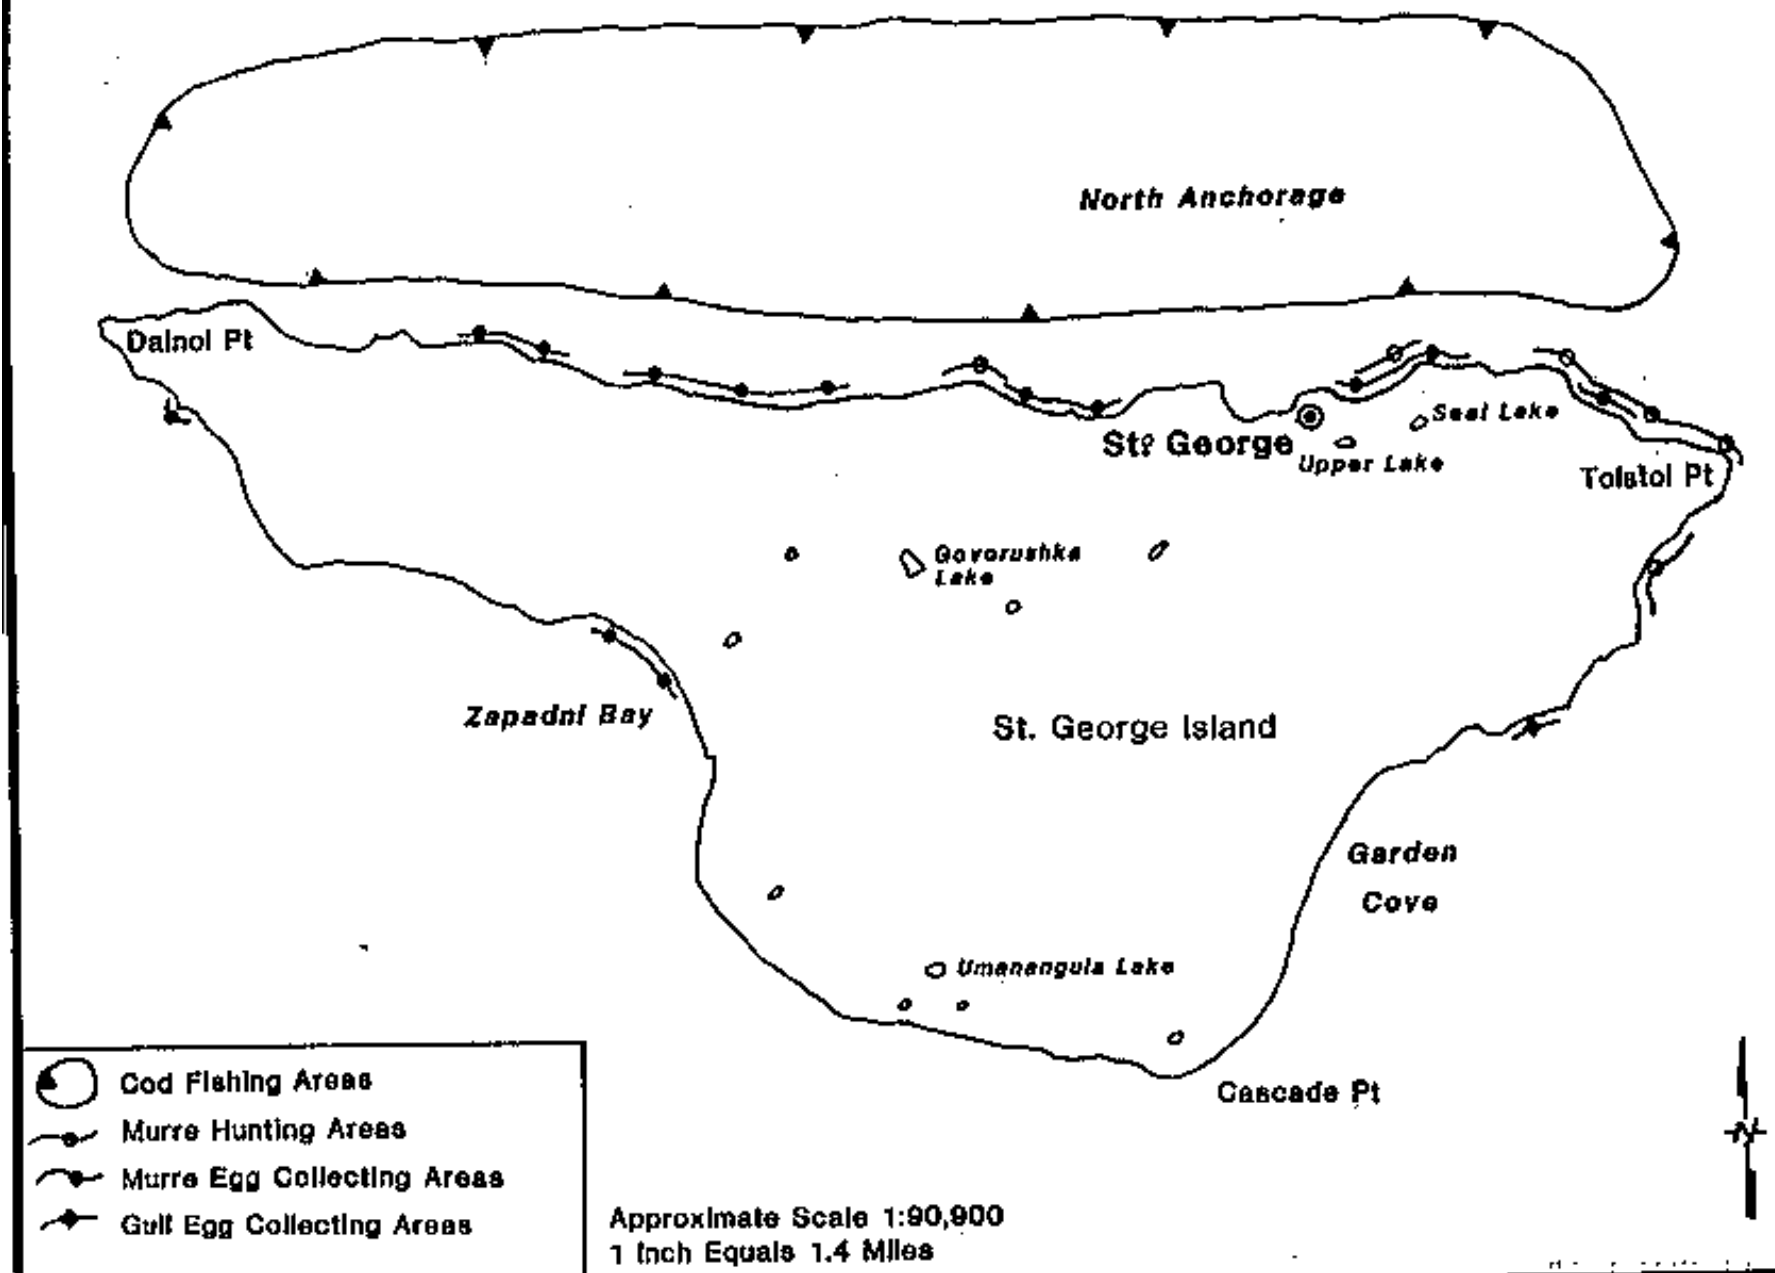 North Anchorage
Dalnol Pt
Seal Lake
St. George
Upper Lake
Tolstol Pt
Govorushka
Lake
Zapadni Bay
St. George Island
Garden
Cove
Umanangula Lake
Cascade Pt
Cod Fishing Areas
Murre Hunting Areas
Murre Egg Collecting Areas
Gull Egg Collecting Areas
Approximate Scale 1:90,900
1 Inch Equals 1.4 Miles
N